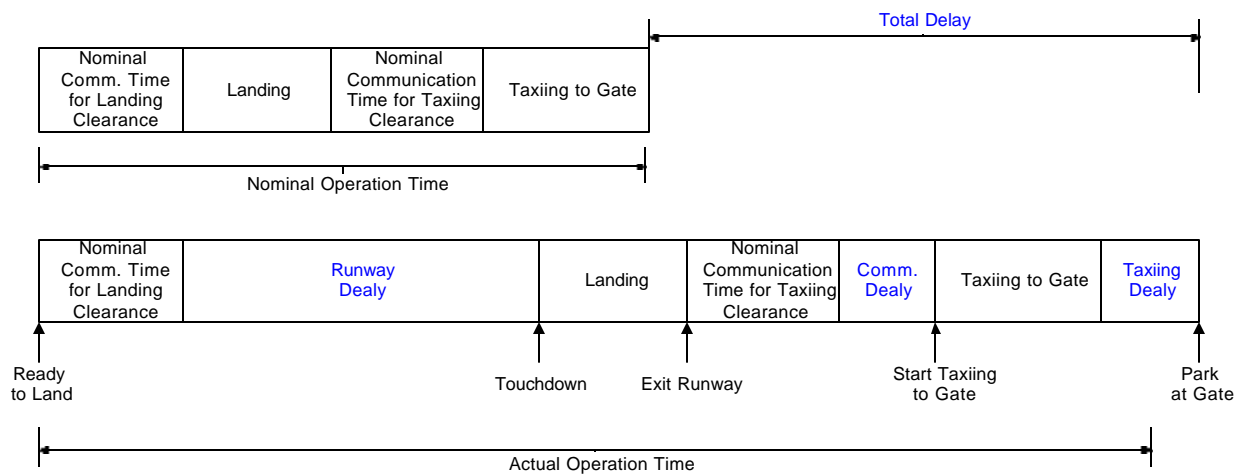 Total Delay
Nominal
Comm. Time
for Landing
Clearance
Landing
Nominal
Communication
Time for Taxiing
Clearance
Taxiing to Gate
Nominal Operation Time
Nominal
Comm. Time
for Landing
Clearance
Runway
Dealy
Landing
Nominal
Communication
Time for Taxiing
Clearance
Comm.
Dealy
Taxiing to Gate
Taxiing
Dealy
Ready
to Land
Touchdown
Exit Runway
Start Taxiing
to Gate
Park
at Gate
Actual Operation Time